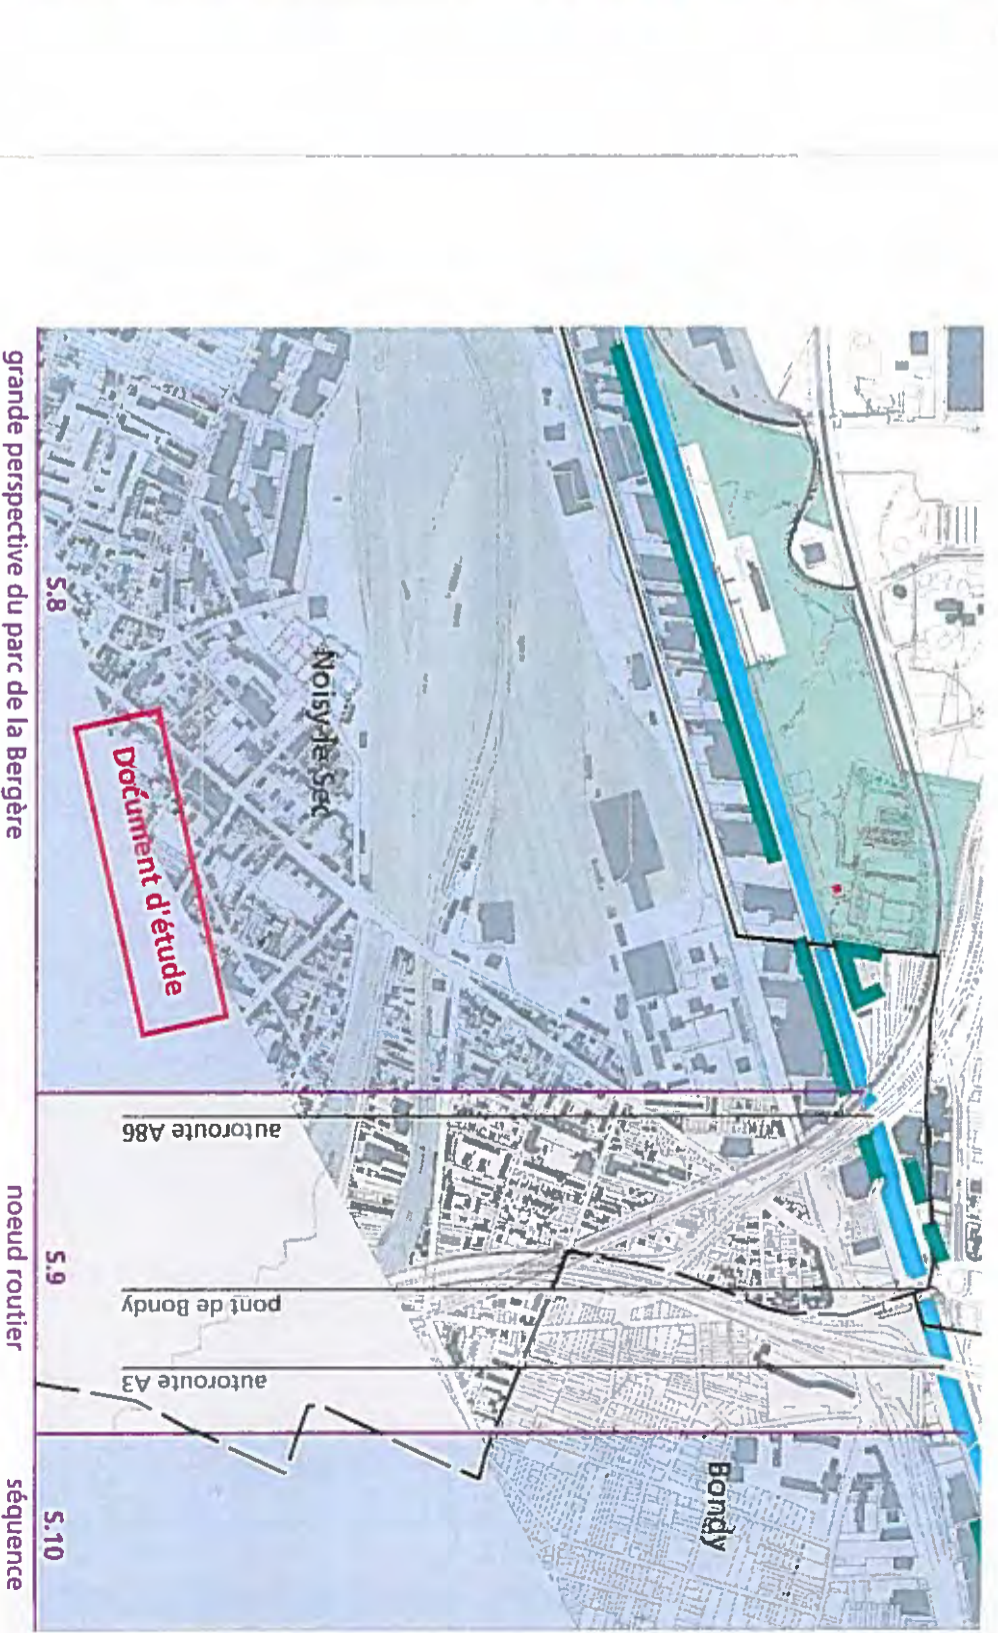 Noisy-le-Sec
Bondy
Document d'étude
autoroute A86
pont de Bondy
autoroute A3
S.8
S.9
S.10
grande perspective du parc de la Bergère
noeud routier
séquence